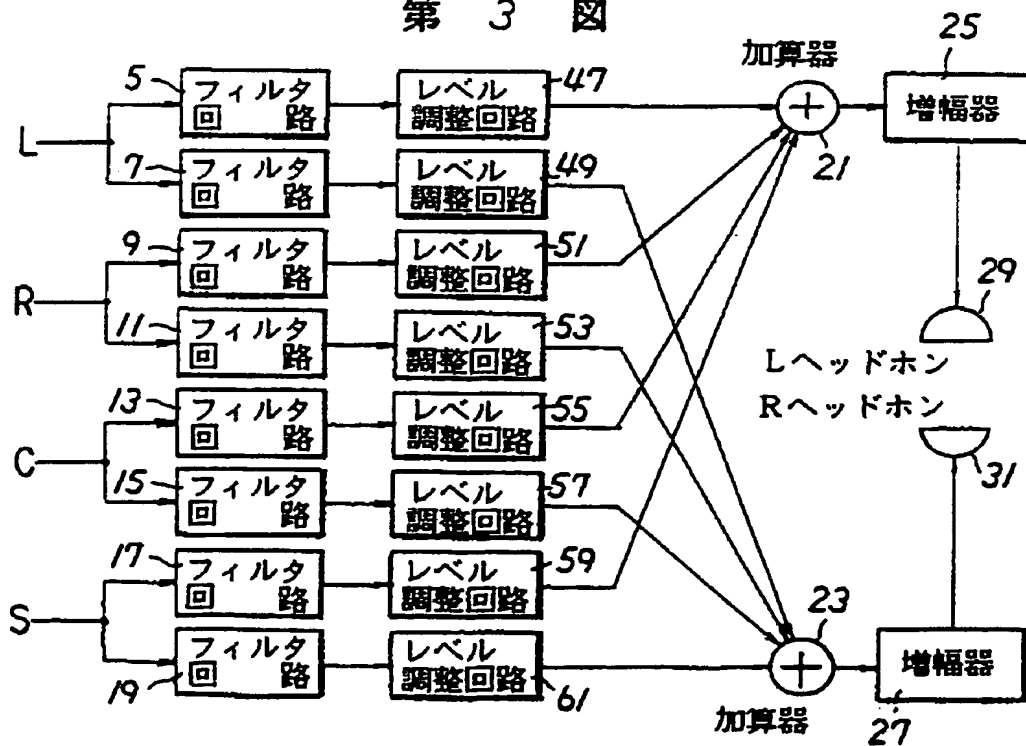 第 3 図
加算器
25
5
フィルタ
回 路
レベル
調整回路
47
増幅器
L
21
7
フィルタ
回 路
レベル
調整回路
49
9
フィルタ
回 路
レベル
調整回路
51
R
29
11
フィルタ
回 路
レベル
調整回路
53
Lヘッドホン
13
フィルタ
回 路
レベル
調整回路
55
Rヘッドホン
C
31
15
フィルタ
回 路
レベル
調整回路
57
17
フィルタ
回 路
レベル
調整回路
59
S
23
19
フィルタ
回 路
レベル
調整回路
61
増幅器
加算器
27